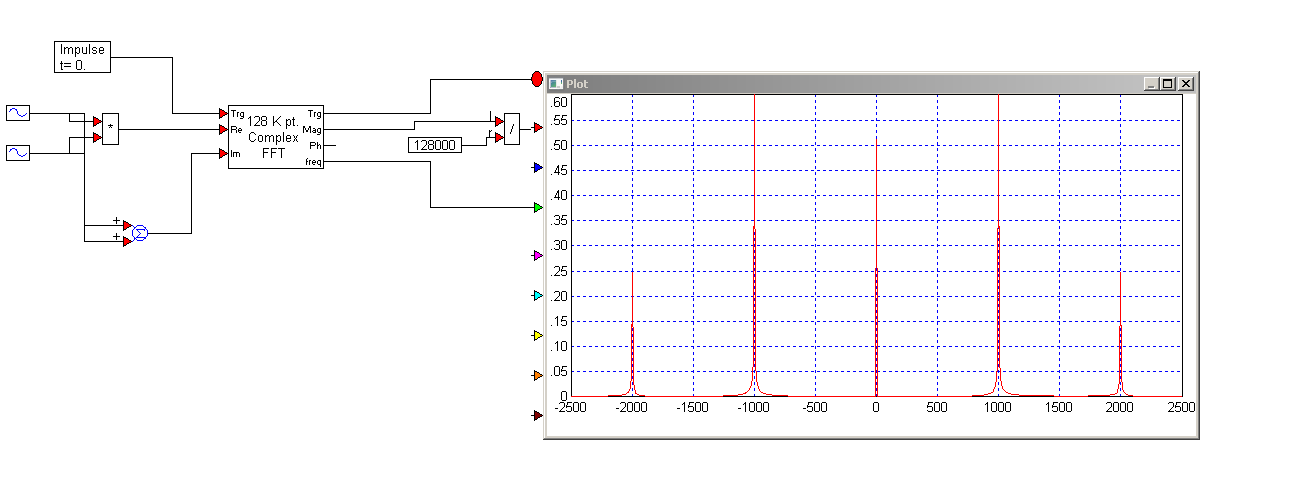 Impulse
t= 0.
*
+
+
Σ
Trg
Re
Im
128 K pt.
Complex
FFT
Trg
Mag
Ph
freq
128000
l
r
/
Plot
.60
.55
.50
.45
.40
.35
.30
.25
.20
.15
.10
.05
0
-2500 -2000 -1500 -1000 -500 0 500 1000 1500 2000 2500